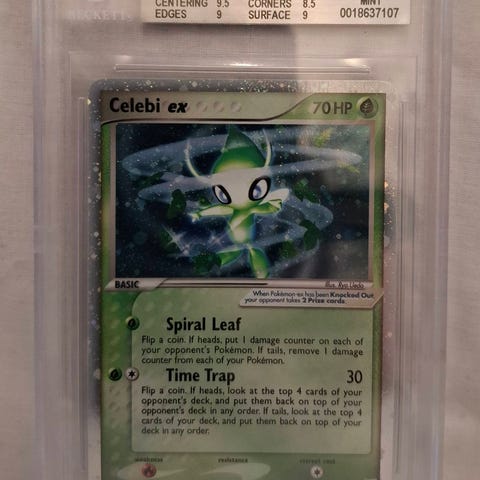 CENTERING 9.5 CORNERS 8.5 MINT
EDGES 9 SURFACE 9 0018637107
BECKETT
Celebi ex 70 HP
BASIC
Illus. Ryo Ueda
When Pokémon-ex has been Knocked Out,
your opponent takes 2 Prize cards.
Spiral Leaf
Flip a coin. If heads, put 1 damage counter on each of
your opponent's Pokémon. If tails, remove 1 damage
counter from each of your Pokémon.
Time Trap 30
Flip a coin. If heads, look at the top 4 cards of your
opponent's deck, and put them back on top of your
opponent's deck in any order. If tails, look at the top 4
cards of your deck, and put them back on top of your
deck in any order.
weakness resistance retreat cost